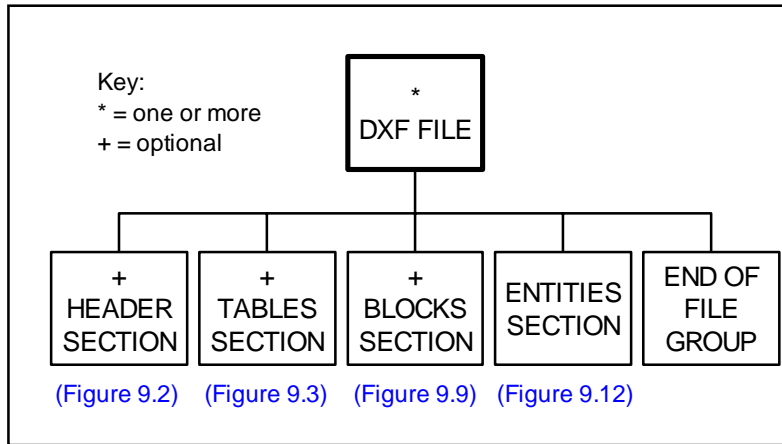 Key:
* = one or more
+ = optional
*
DXF FILE
+
HEADER
SECTION
+
TABLES
SECTION
+
BLOCKS
SECTION
ENTITIES
SECTION
END OF
FILE
GROUP
(Figure 9.2)
(Figure 9.3)
(Figure 9.9)
(Figure 9.12)